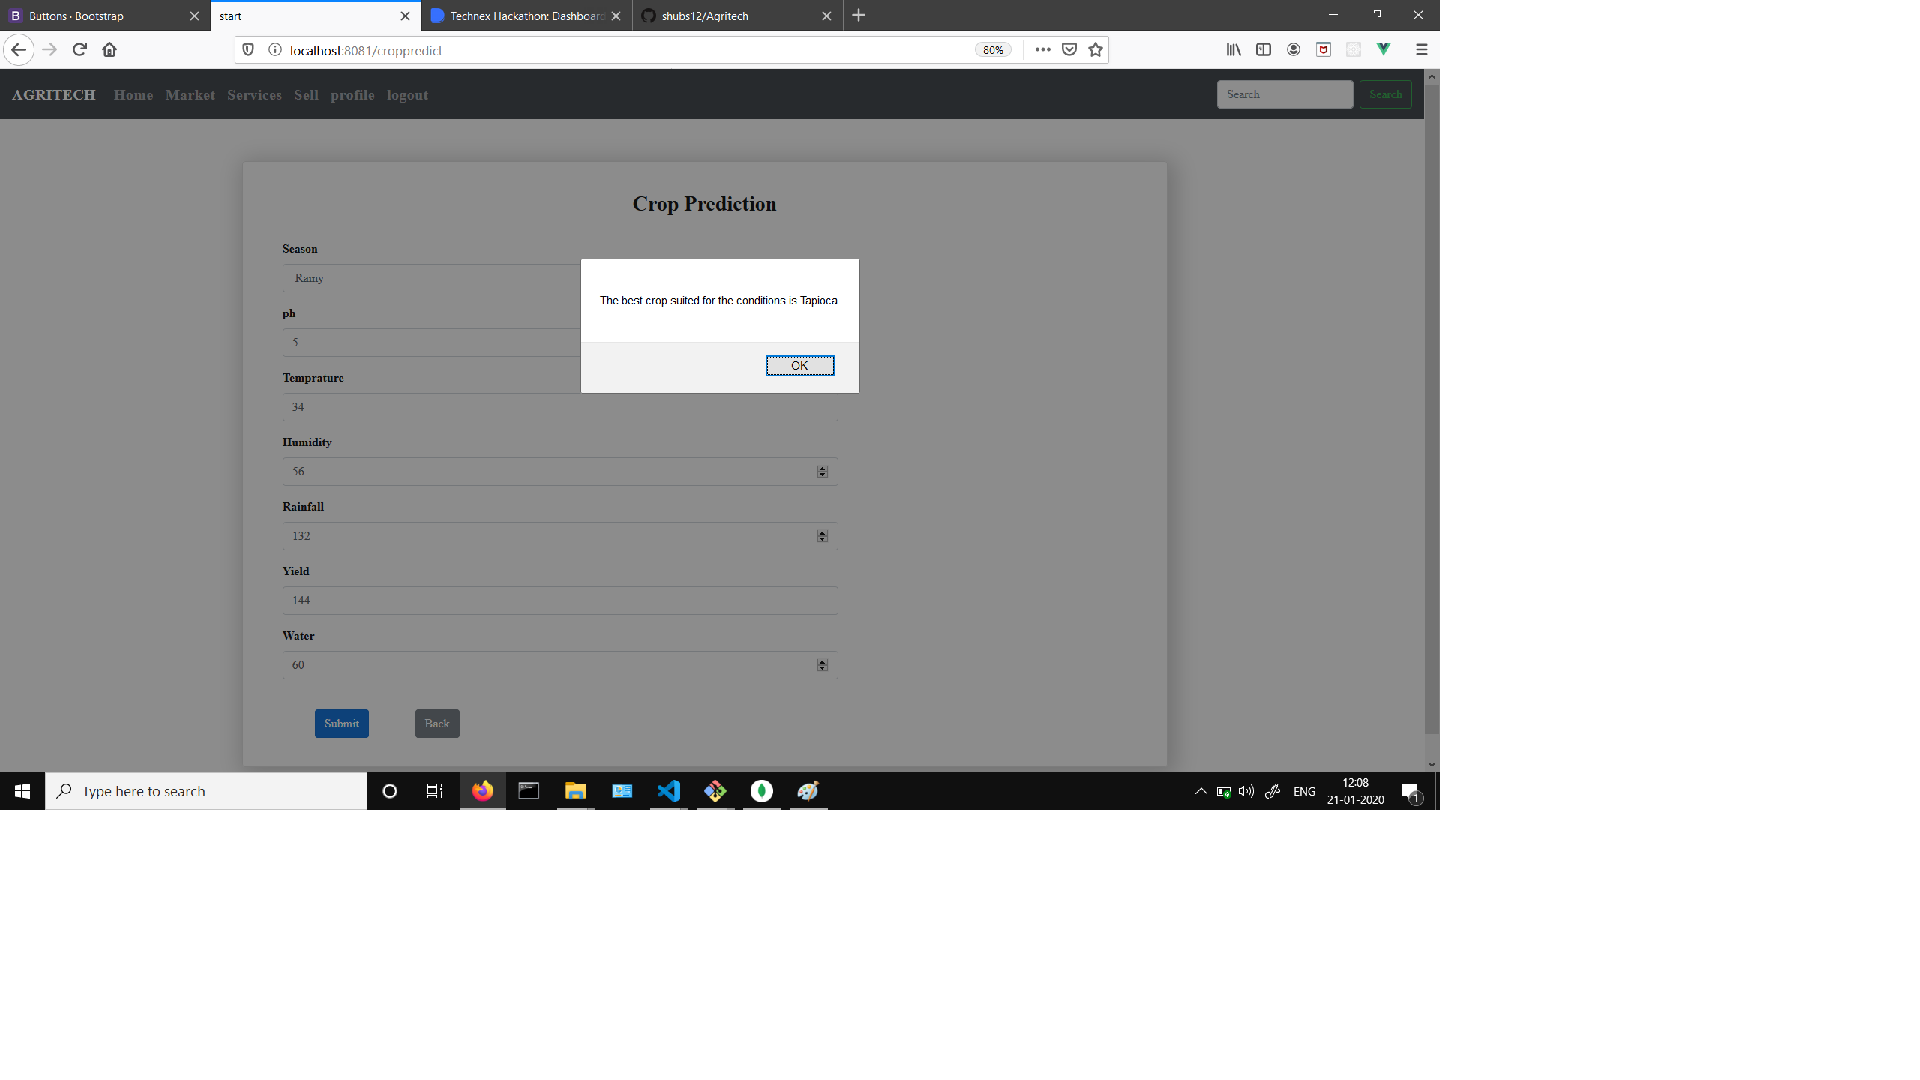 Buttons · Bootstrap
start
Technex Hackathon: Dashboard
shubs12/Agritech
localhost:8081/croppredict
80%
AGRITECH Home Market Services Sell profile logout
Search Search
Crop Prediction
Season
Rainy
ph
5
Temprature
34
Humidity
56
Rainfall
132
Yield
144
Water
60
Submit Back
The best crop suited for the conditions is Tapioca
OK
Type here to search
ENG
12:08
21-01-2020
1